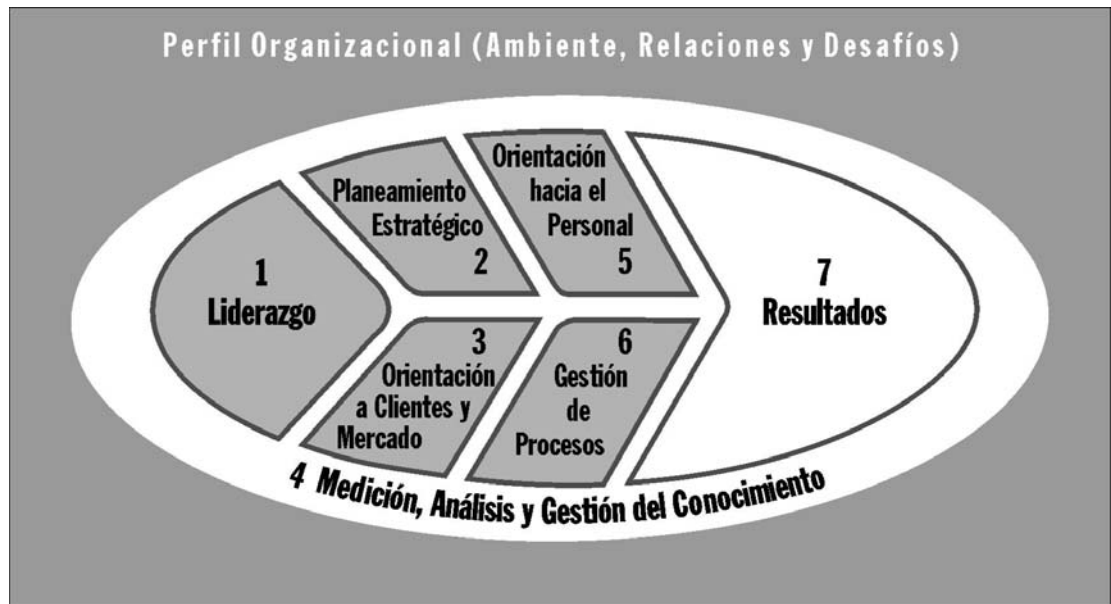 Perfil Organizacional (Ambiente, Relaciones y Desafíos)
1
Liderazgo
Planeamiento
Estratégico
2
3
Orientación
a Clientes y
Mercado
4 Medición, Análisis y Gestión del Conocimiento
Orientación
hacia el
Personal
5
6
Gestión
de
Procesos
7
Resultados